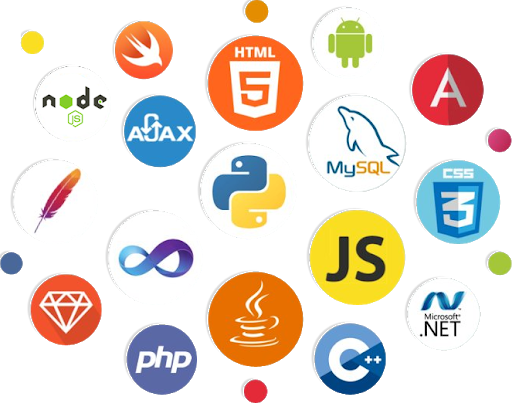 HTML
5
node
JS
A
AJAX
MySQL
CSS
3
JS
Microsoft®
.NET
php
C++